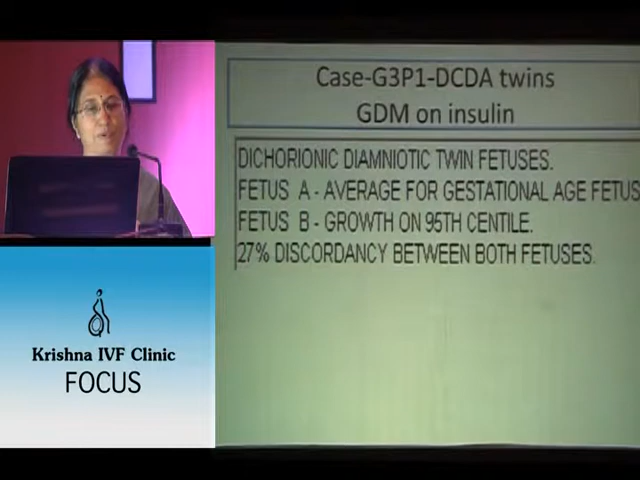 Case-G3P1-DCDA twins
GDM on insulin
DICHORIONIC DIAMNIOTIC TWIN FETUSES.
FETUS A - AVERAGE FOR GESTATIONAL AGE FETUS
FETUS B - GROWTH ON 95TH CENTILE.
27% DISCORDANCY BETWEEN BOTH FETUSES.
Krishna IVF Clinic
FOCUS